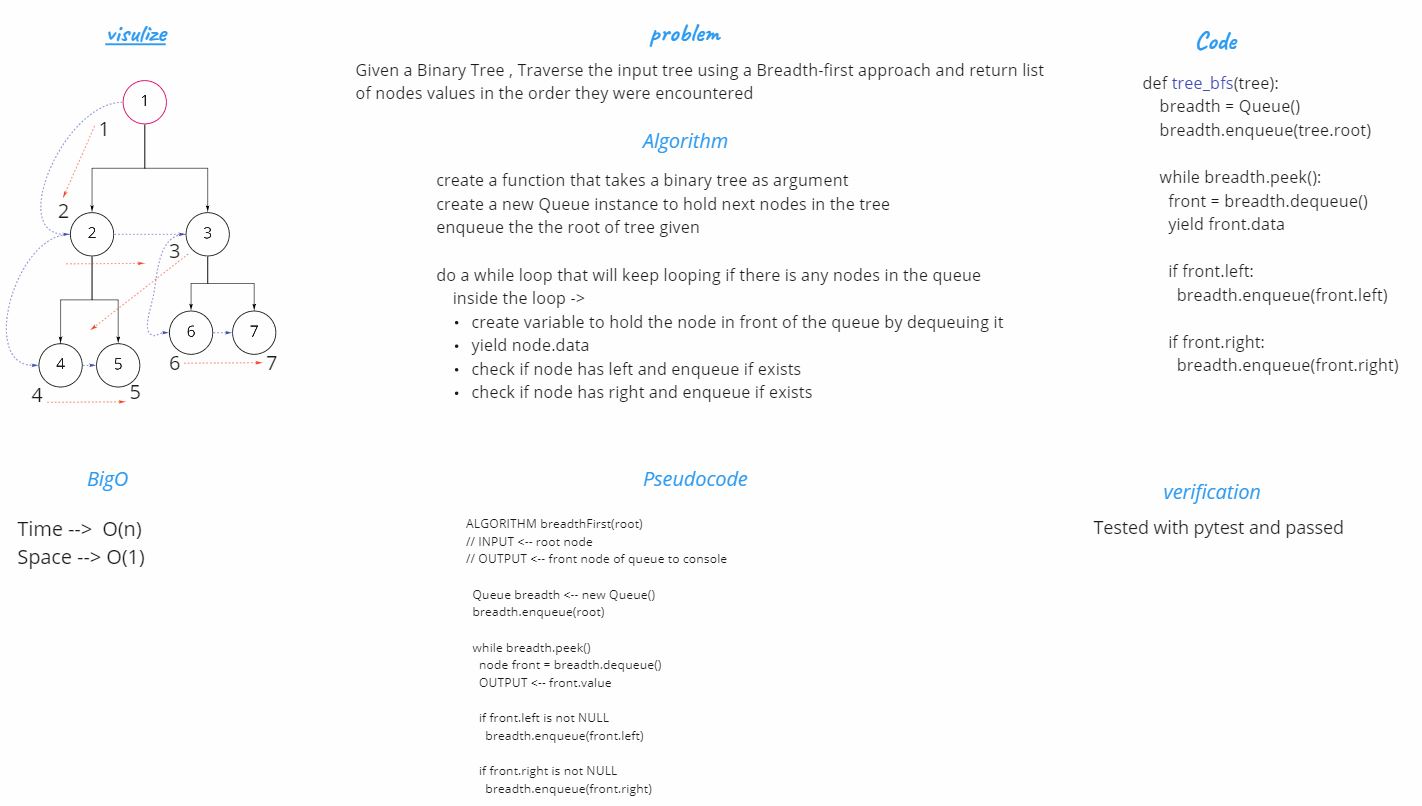 visulize
1
1
2
2
3
3
6
7
4
5
6
7
4
5
problem
Given a Binary Tree , Traverse the input tree using a Breadth-first approach and return list
of nodes values in the order they were encountered
Algorithm
create a function that takes a binary tree as argument
create a new Queue instance to hold next nodes in the tree
enqueue the the root of tree given
do a while loop that will keep looping if there is any nodes in the queue
inside the loop ->
• create variable to hold the node in front of the queue by dequeuing it
• yield node.data
• check if node has left and enqueue if exists
• check if node has right and enqueue if exists
Code
def tree_bfs(tree):
breadth = Queue()
breadth.enqueue(tree.root)
while breadth.peek():
front = breadth.dequeue()
yield front.data
if front.left:
breadth.enqueue(front.left)
if front.right:
breadth.enqueue(front.right)
BigO
Time --> O(n)
Space --> O(1)
Pseudocode
ALGORITHM breadthFirst(root)
// INPUT <-- root node
// OUTPUT <-- front node of queue to console
Queue breadth <-- new Queue()
breadth.enqueue(root)
while breadth.peek()
node front = breadth.dequeue()
OUTPUT <-- front.value
if front.left is not NULL
breadth.enqueue(front.left)
if front.right is not NULL
breadth.enqueue(front.right)
verification
Tested with pytest and passed